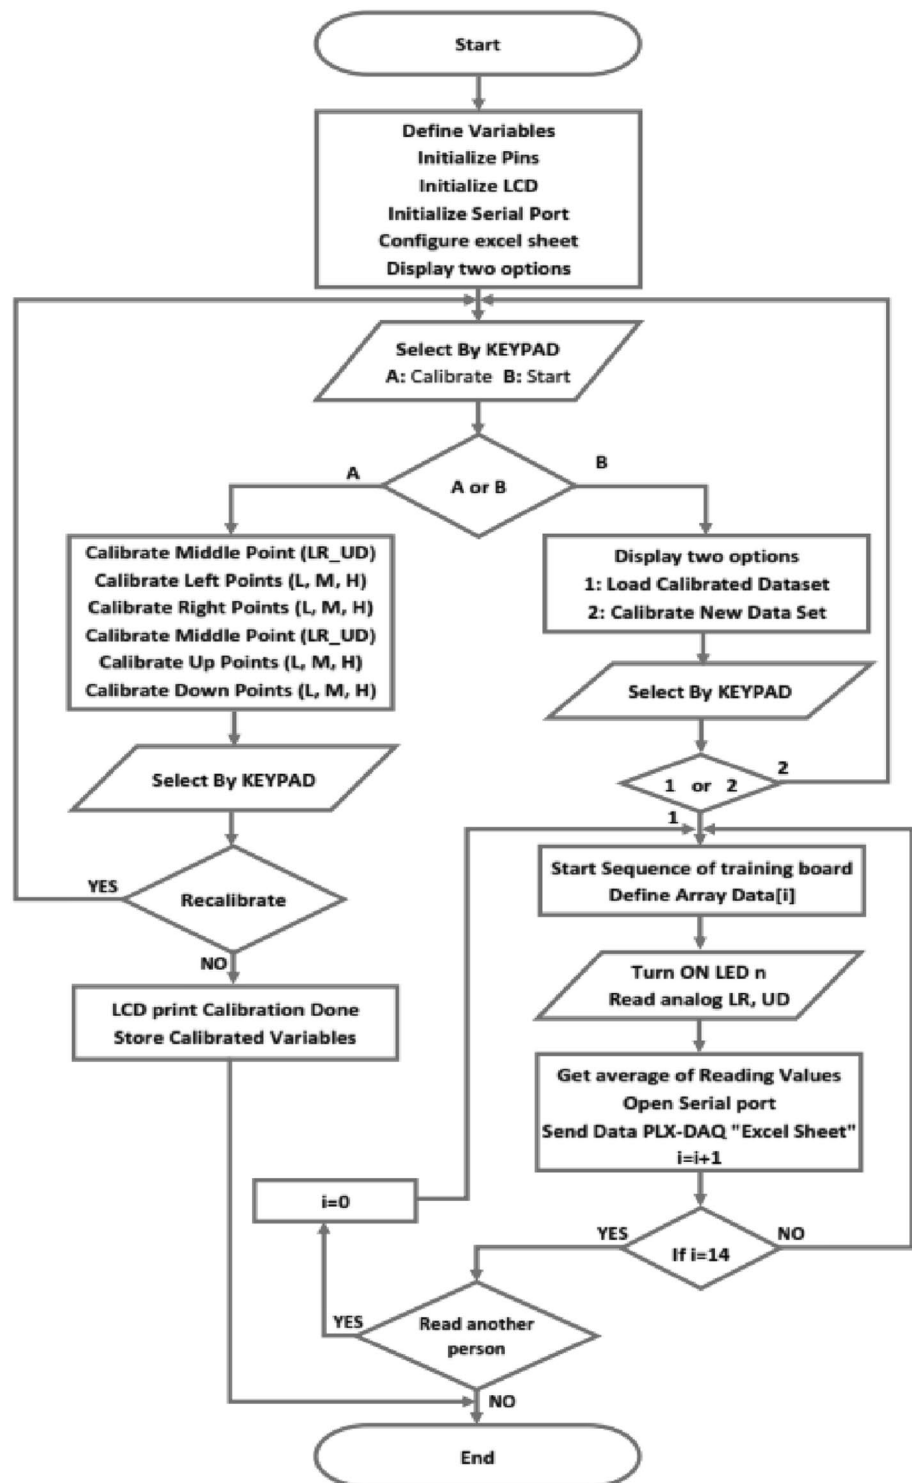 Start
Define Variables
Initialize Pins
Initialize LCD
Initialize Serial Port
Configure excel sheet
Display two options
Select By KEYPAD
A: Calibrate B: Start
A or B
A
B
Calibrate Middle Point (LR_UD)
Calibrate Left Points (L, M, H)
Calibrate Right Points (L, M, H)
Calibrate Middle Point (LR_UD)
Calibrate Up Points (L, M, H)
Calibrate Down Points (L, M, H)
Select By KEYPAD
Recalibrate
YES
NO
LCD print Calibration Done
Store Calibrated Variables
Display two options
1: Load Calibrated Dataset
2: Calibrate New Data Set
Select By KEYPAD
1 or 2
2
1
Start Sequence of training board
Define Array Data[i]
Turn ON LED n
Read analog LR, UD
Get average of Reading Values
Open Serial port
Send Data PLX-DAQ "Excel Sheet"
i=i+1
If i=14
YES
NO
i=0
Read another
person
YES
NO
End